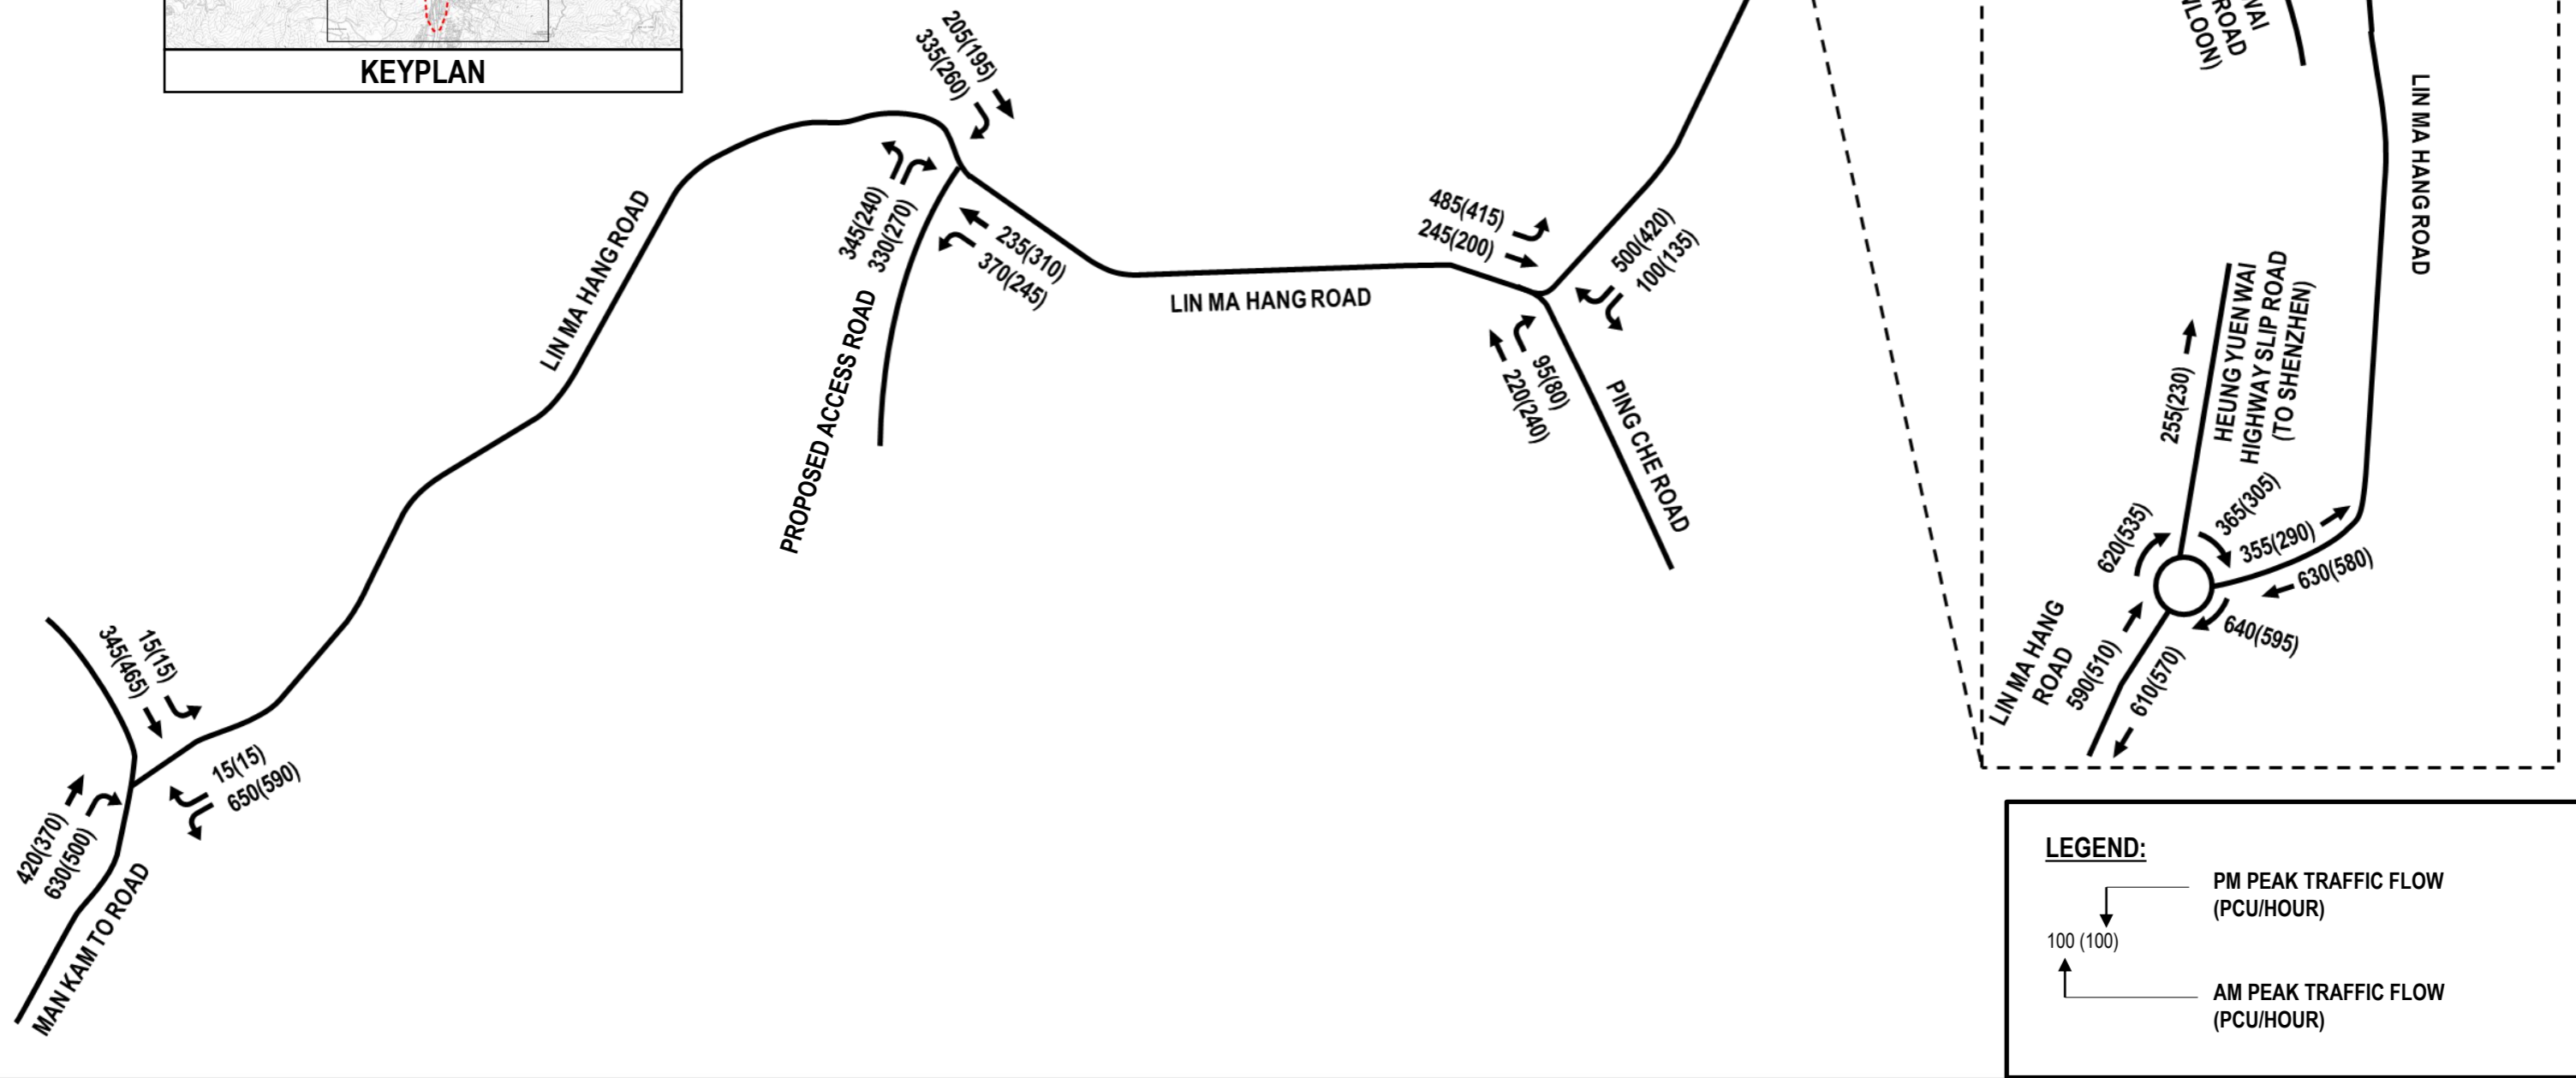 KEYPLAN
205(195)
335(260)
WAI
ROAD
LIN MA HANG ROAD
345(240)
330(270)
235(310)
370(245)
LIN MA HANG ROAD
PROPOSED ACCESS ROAD
LIN MA HANG ROAD
485(415)
245(200)
500(420)
100(135)
95(80)
220(240)
PING CHE ROAD
255(230)
HEUNG YUEN WAI
HIGHWAY SLIP ROAD
(TO SHENZHEN)
620(535)
365(305)
355(290)
630(580)
640(595)
LIN MA HANG
ROAD
590(510)
610(570)
15(15)
345(465)
15(15)
650(590)
420(370)
630(500)
MAN KAM TO ROAD
LEGEND:
PM PEAK TRAFFIC FLOW
(PCU/HOUR)
100 (100)
AM PEAK TRAFFIC FLOW
(PCU/HOUR)